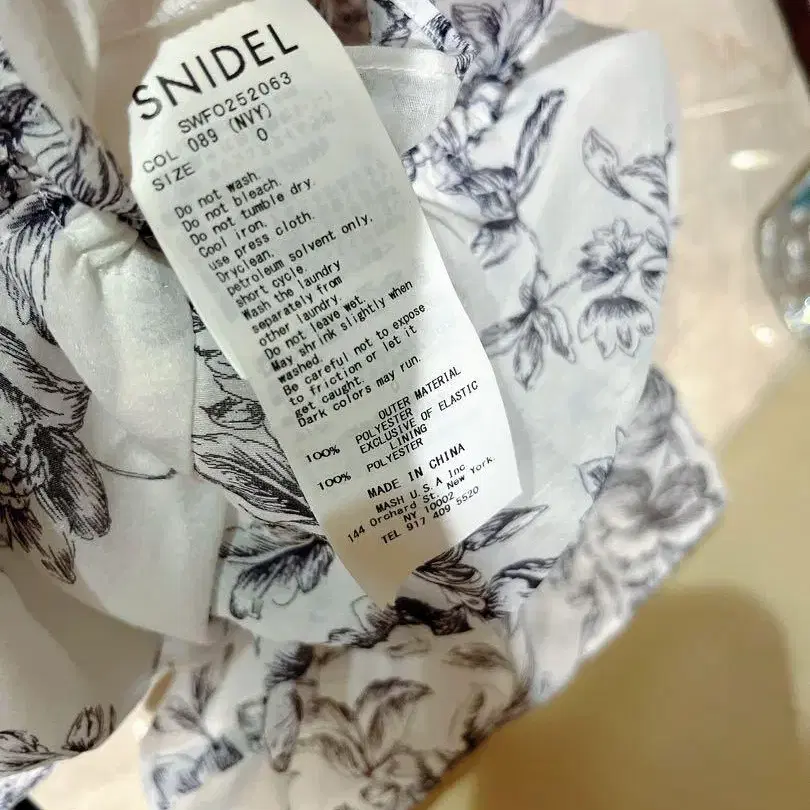 SNIDEL
SWFO252063
COL 089 (NVY)
SIZE 0
Do not wash.
Do not bleach.
Do not tumble dry.
Cool iron.
use press cloth.
Dryclean.
petroleum solvent only,
short cycle.
Wash the laundry
separately from
other laundry.
Do not leave wet.
May shrink slightly when
washed.
Be careful not to expose
to friction or let it
get caught.
Dark colors may run.
OUTER MATERIAL
100% POLYESTER
EXCLUSIVE OF ELASTIC
LINING
100% POLYESTER
MADE IN CHINA
MASH U.S.A Inc
144 Orchard St. New York.
NY 10002
TEL 917 409 5520